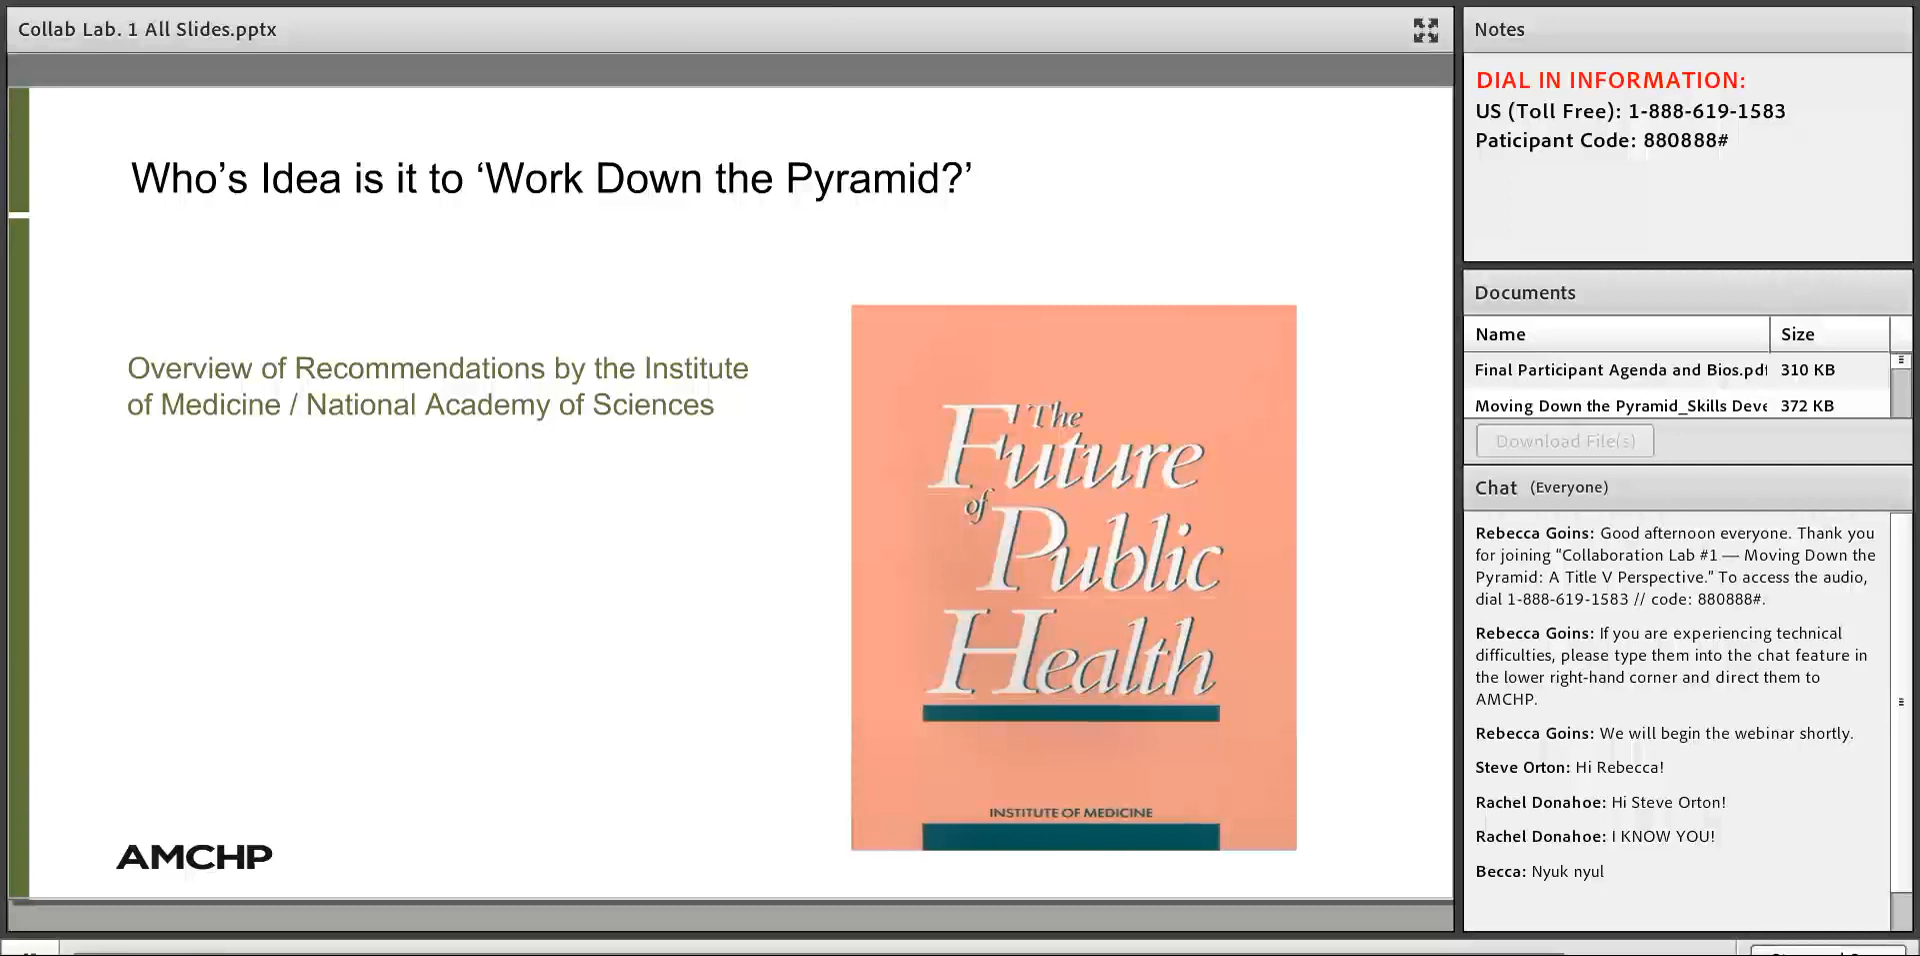 Collab Lab. 1 All Slides.pptx
Who’s Idea is it to ‘Work Down the Pyramid?’
Overview of Recommendations by the Institute
of Medicine / National Academy of Sciences
The
Future
of
Public
Health
INSTITUTE OF MEDICINE
AMCHP
Notes
DIAL IN INFORMATION:
US (Toll Free): 1-888-619-1583
Paticipant Code: 880888#
Documents
Name Size
Final Participant Agenda and Bios.pdf 310 KB
Moving Down the Pyramid_Skills Deve 372 KB
Download File(s)
Chat (Everyone)
Rebecca Goins: Good afternoon everyone. Thank you
for joining "Collaboration Lab #1 — Moving Down the
Pyramid: A Title V Perspective." To access the audio,
dial 1-888-619-1583 // code: 880888#.
Rebecca Goins: If you are experiencing technical
difficulties, please type them into the chat feature in
the lower right-hand corner and direct them to
AMCHP.
Rebecca Goins: We will begin the webinar shortly.
Steve Orton: Hi Rebecca!
Rachel Donahoe: Hi Steve Orton!
Rachel Donahoe: I KNOW YOU!
Becca: Nyuk nyul